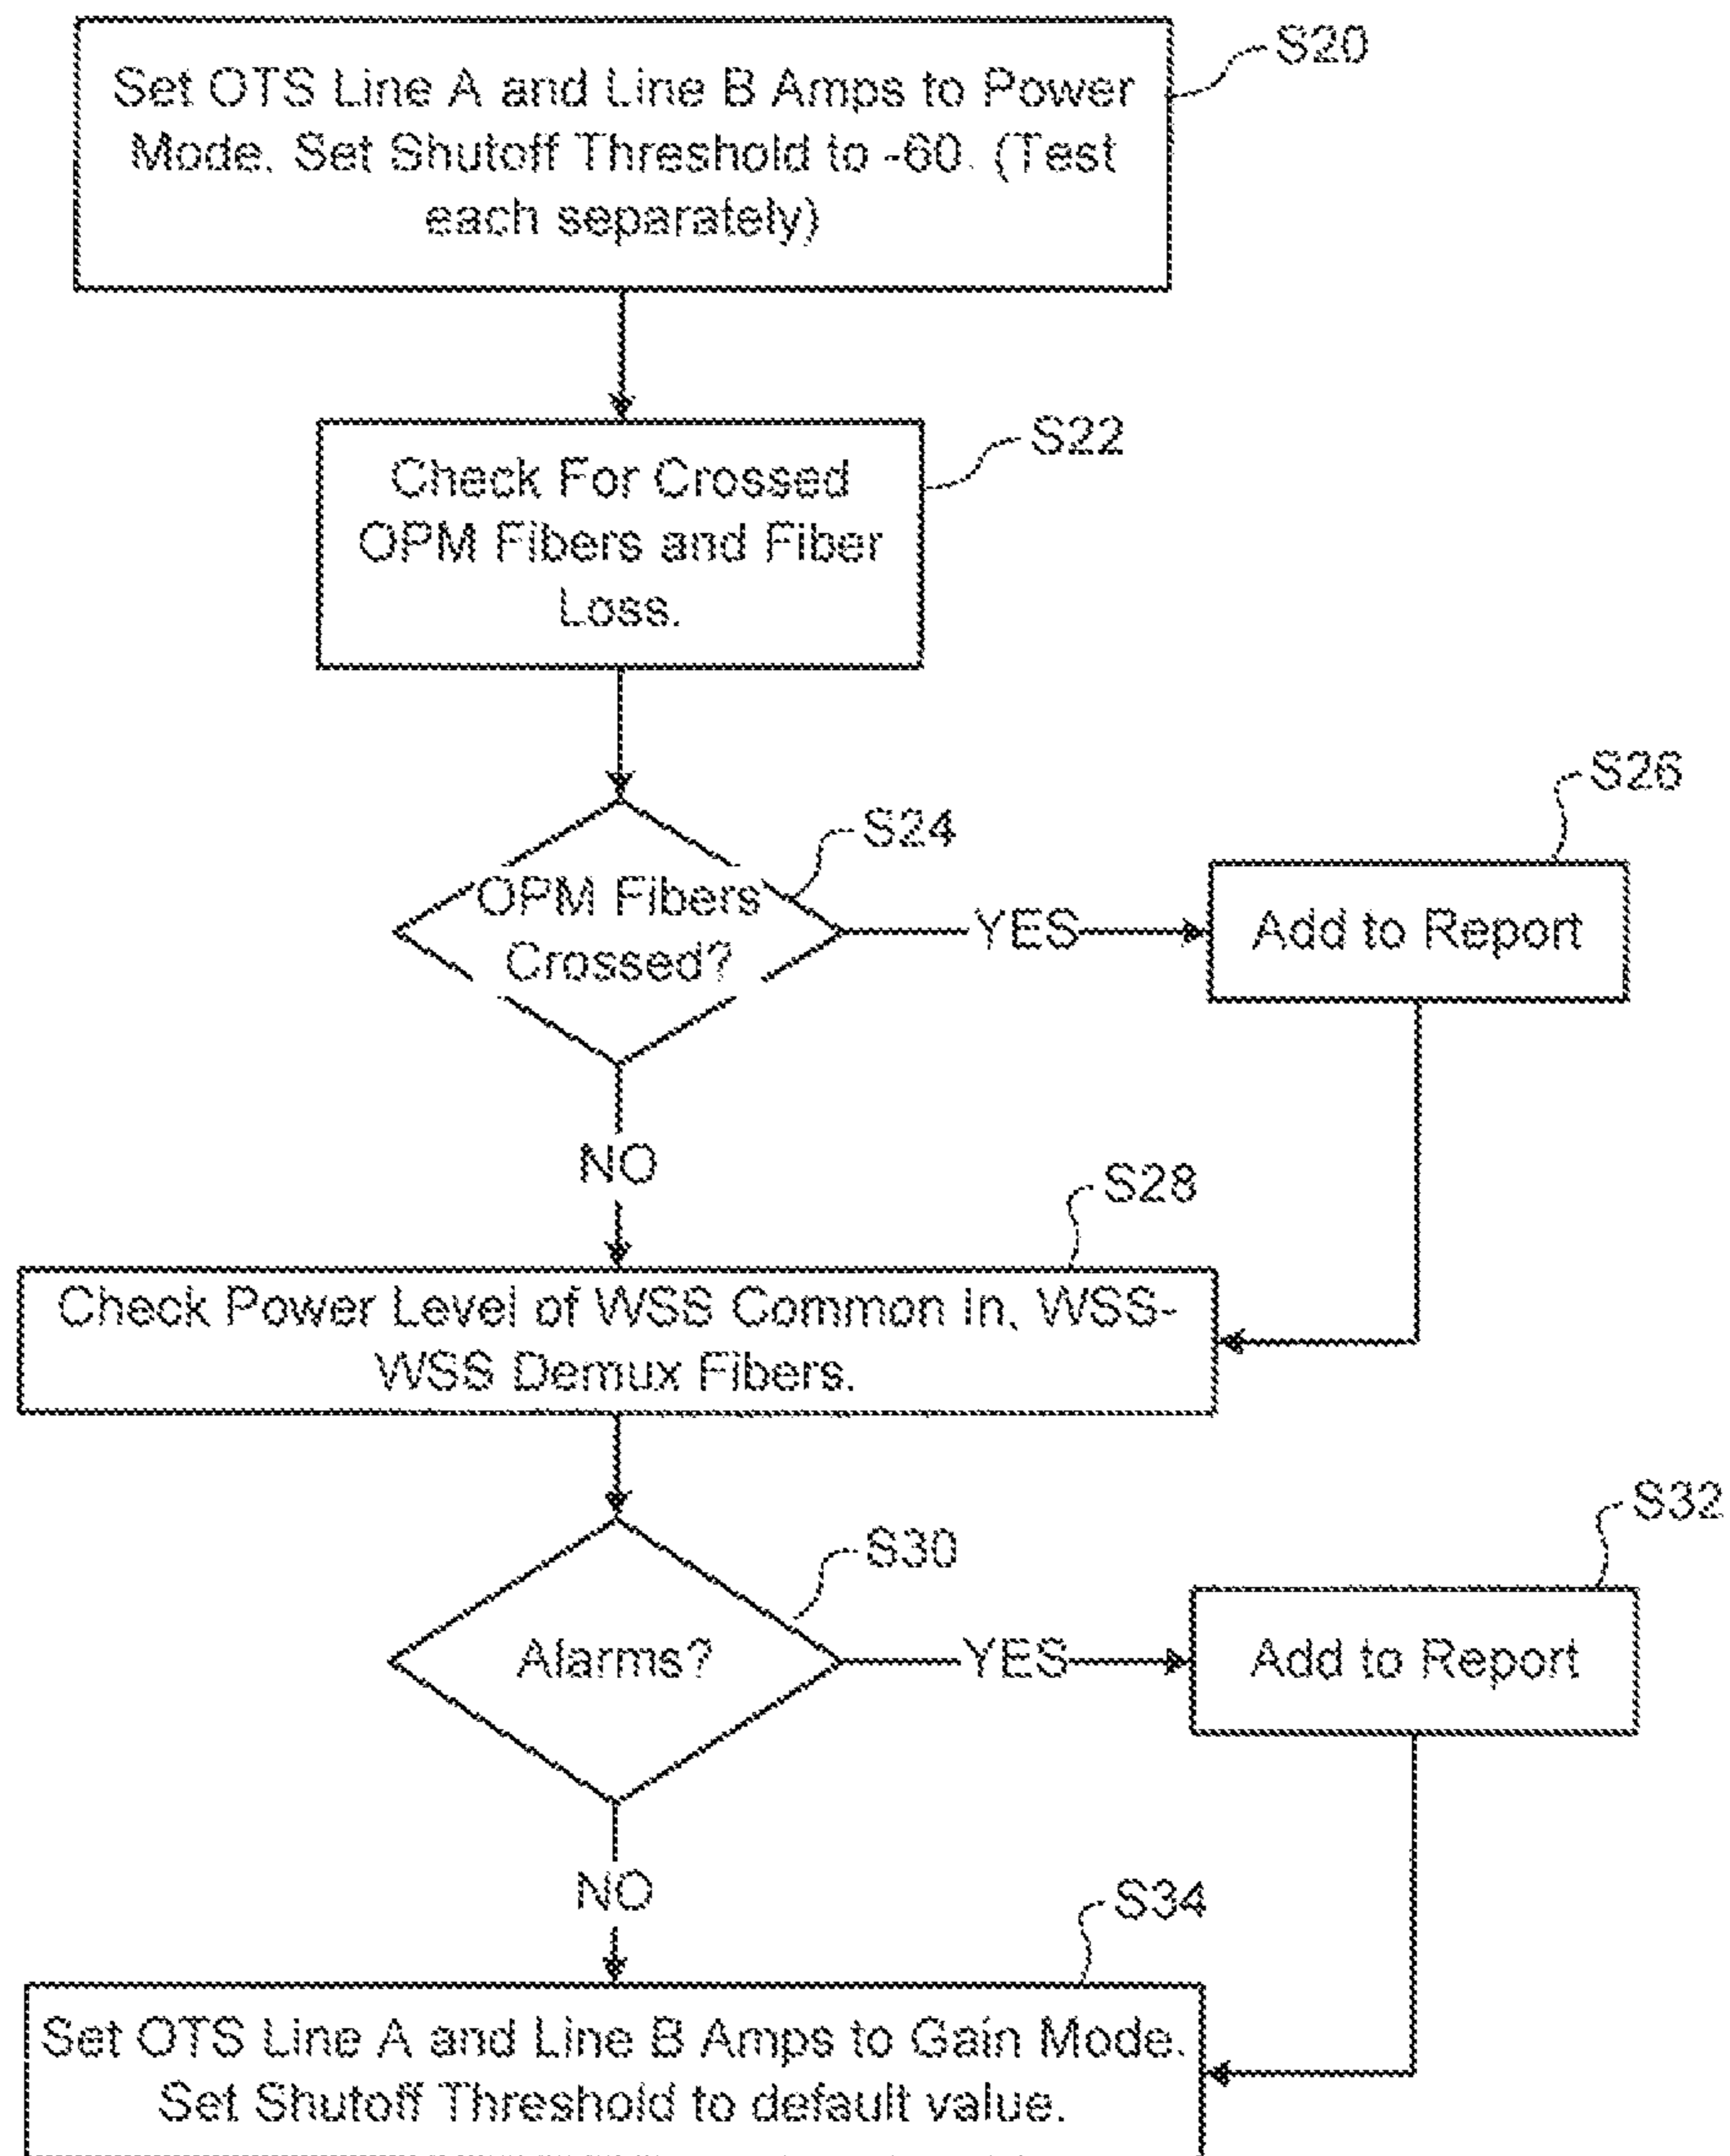 S20
Set OTS Line A and Line B Amps to Power
Mode. Set Shutoff Threshold to -60. (Test
each separately)
S22
Check For Crossed
OPM Fibers and Fiber
Loss.
S26
S24
OPM Fibers
Crossed?
YES
Add to Report
NO
S28
Check Power Level of WSS Common In, WSS-
WSS Demux Fibers.
S32
S30
Alarms?
YES
Add to Report
NO
S34
Set OTS Line A and Line B Amps to Gain Mode.
Set Shutoff Threshold to default value.